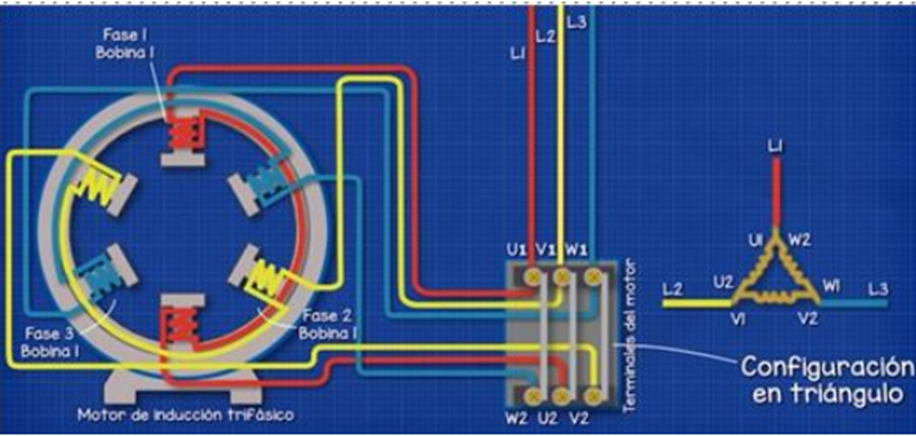 Fase 1
Bobina 1
L1
L2
L3
U1 V1 W1
Terminales del motor
W2 U2 V2
Fase 3
Bobina 1
Fase 2
Bobina 1
Motor de inducción trifásico
L1
U1 W2
L2 U2 W1 L3
V1 V2
Configuración
en triángulo